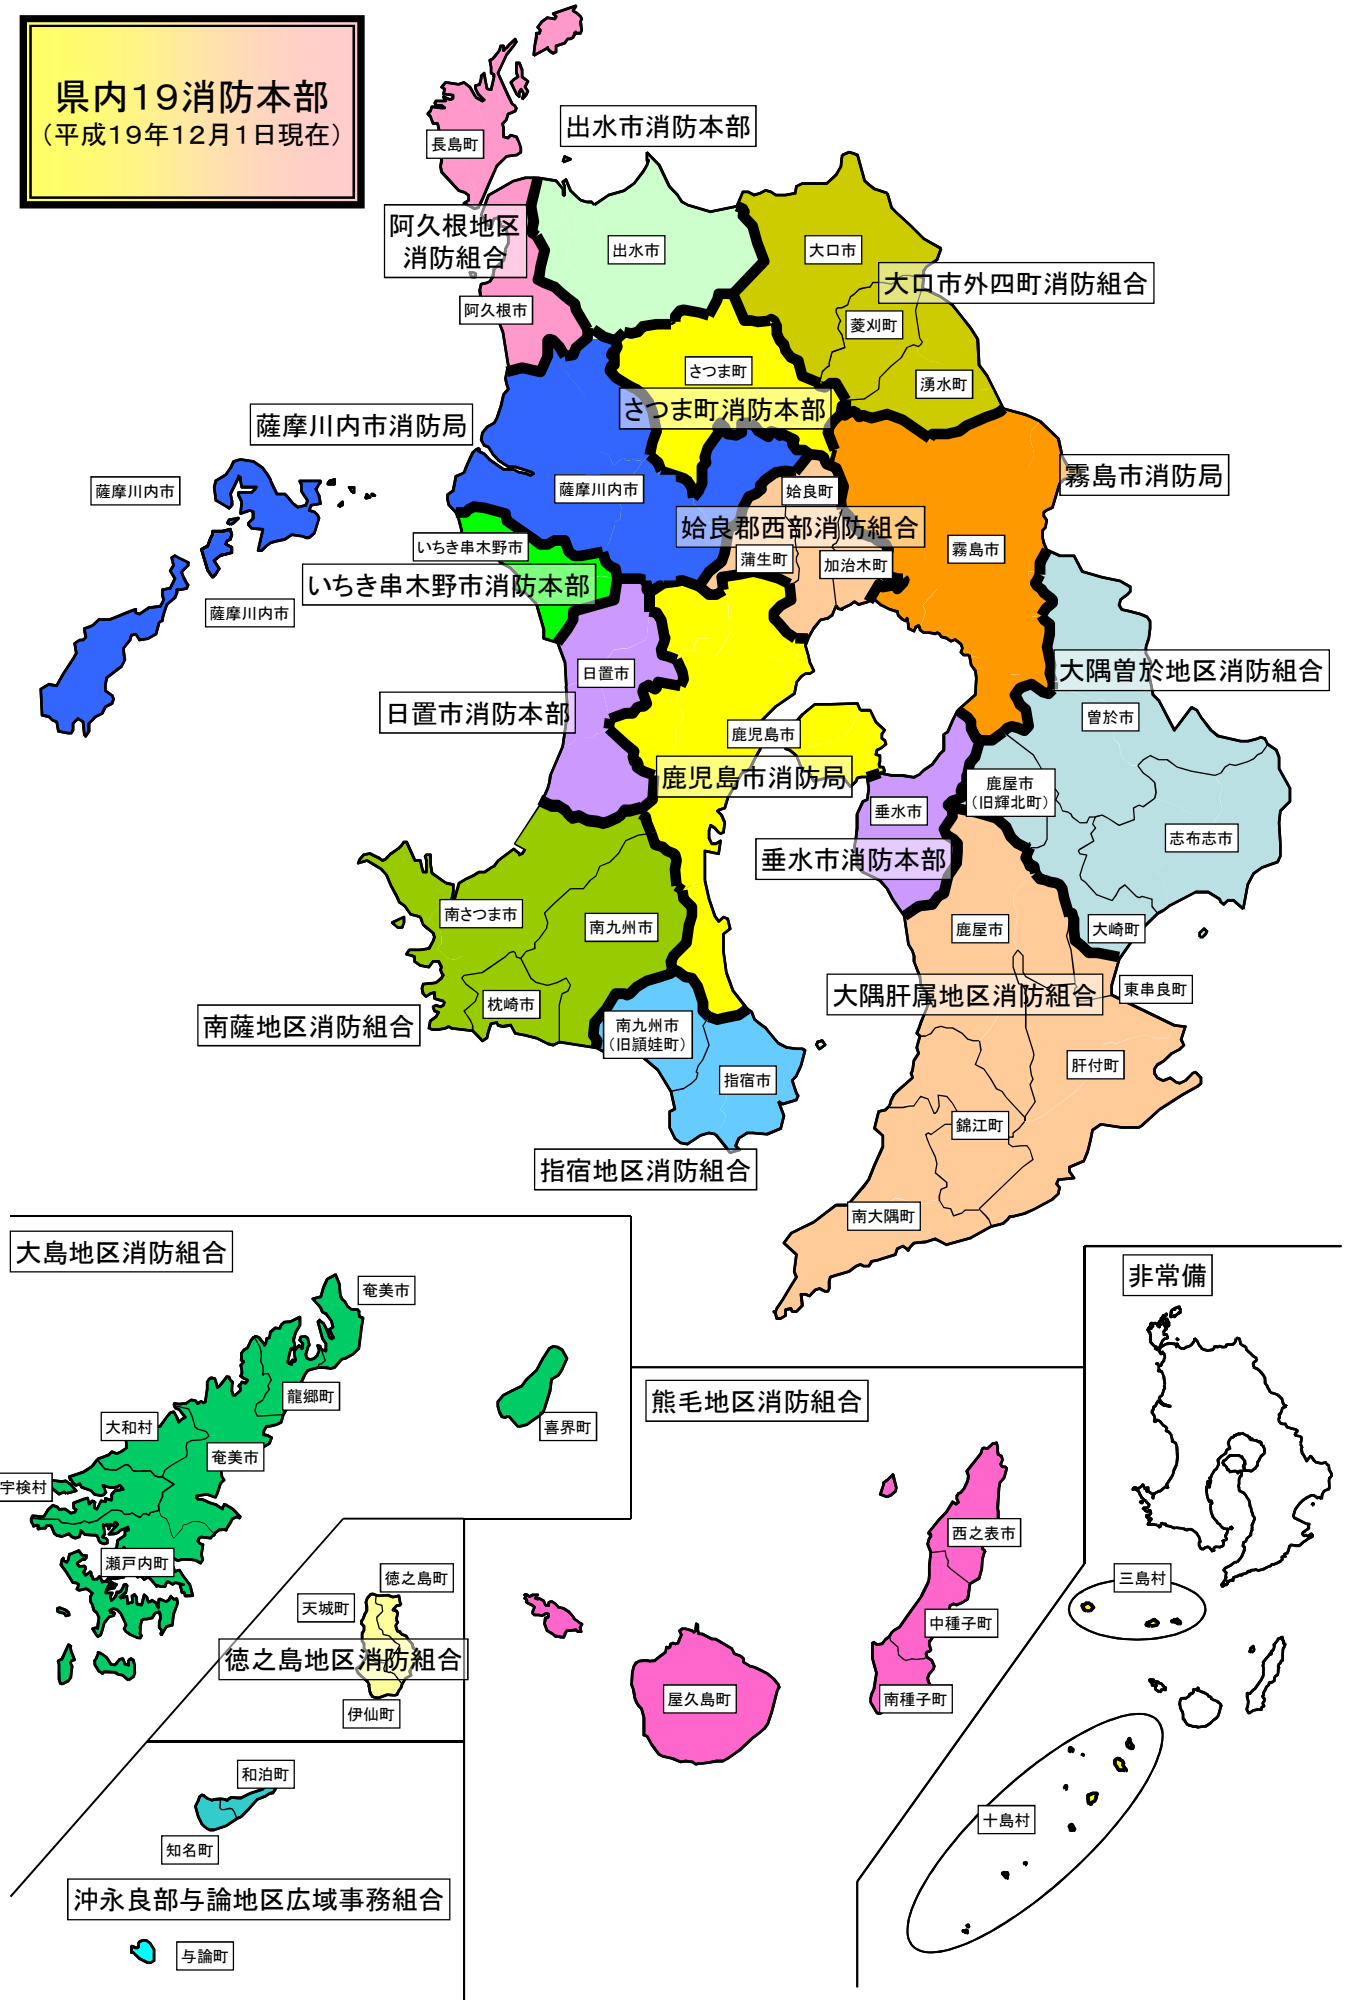 県内19消防本部
(平成19年12月1日現在)
長島町
出水市消防本部
阿久根地区
消防組合
出水市
大口市
大口市外四町消防組合
阿久根市
菱刈町
さつま町
湧水町
さつま町消防本部
薩摩川内市消防局
霧島市消防局
薩摩川内市
薩摩川内市
姶良町
姶良郡西部消防組合
いちき串木野市
霧島市
蒲生町
加治木町
いちき串木野市消防本部
薩摩川内市
日置市
大隅曽於地区消防組合
日置市消防本部
曽於市
鹿児島市
鹿児島市消防局
鹿屋市
(旧輝北町)
垂水市
志布志市
垂水市消防本部
南さつま市
南九州市
鹿屋市
大崎町
大隅肝属地区消防組合
東串良町
枕崎市
南薩地区消防組合
南九州市
(旧頴娃町)
肝付町
指宿市
錦江町
指宿地区消防組合
南大隅町
大島地区消防組合
非常備
奄美市
龍郷町
熊毛地区消防組合
大和村
喜界町
奄美市
宇検村
西之表市
瀬戸内町
徳之島町
三島村
天城町
中種子町
徳之島地区消防組合
屋久島町
南種子町
伊仙町
和泊町
十島村
知名町
沖永良部与論地区広域事務組合
与論町